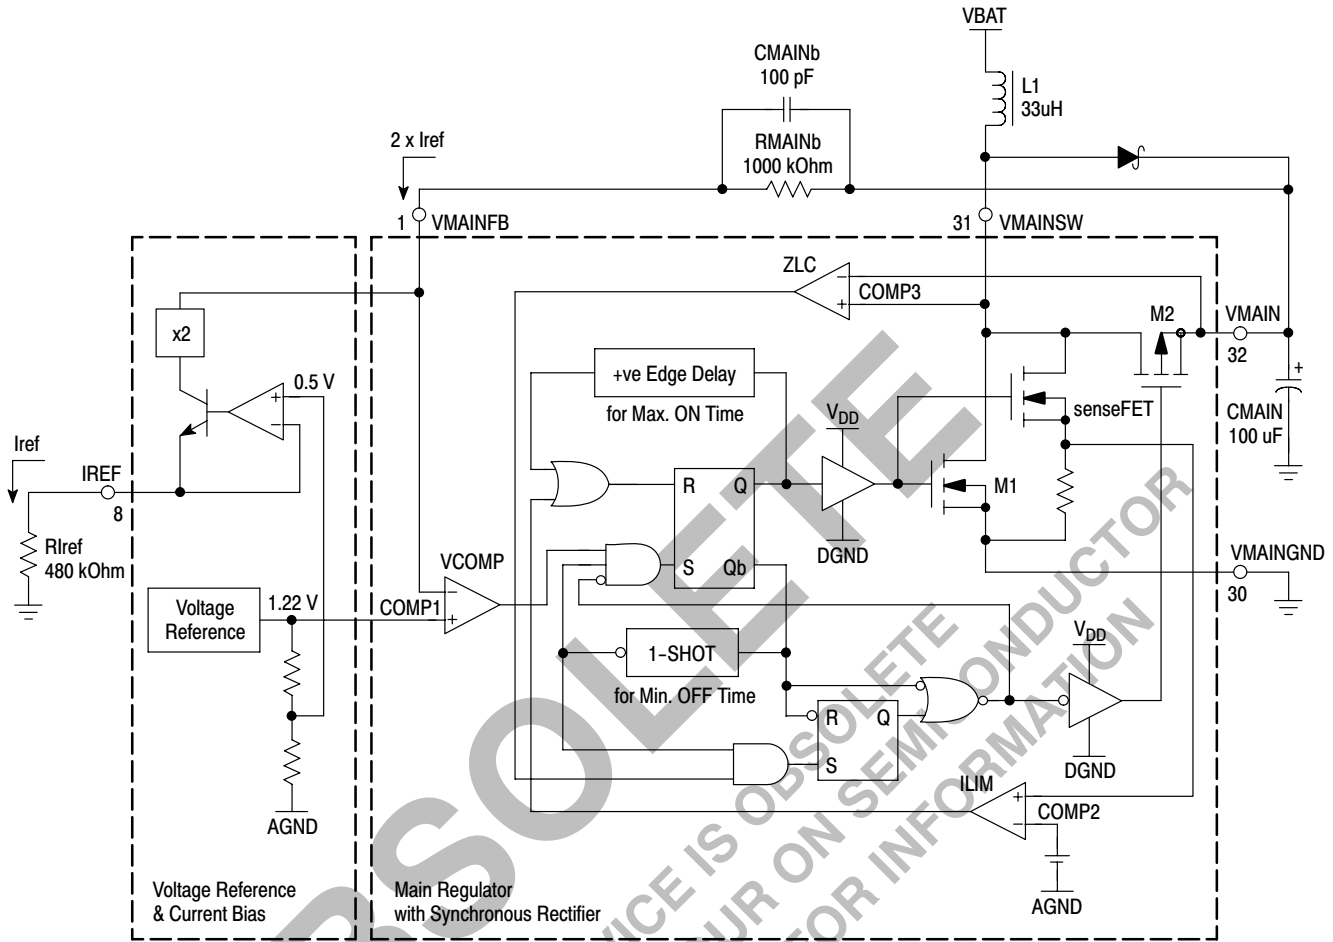 VBAT
CMAINb
100 pF
L1
33uH
2 x Iref
RMAINb
1000 kOhm
1
VMAINFB
31
VMAINSW
ZLC
COMP3
M2
VMAIN
32
x2
+ve Edge Delay
for Max. ON Time
0.5 V
+
−
VDD
senseFET
CMAIN
100 uF
+
Iref
IREF
8
R
Q
M1
DGND
RIref
480 kOhm
VCOMP
S
Qb
VMAINGND
30
Voltage
Reference
1.22 V
COMP1
−
+
1−SHOT
for Min. OFF Time
VDD
R
Q
S
DGND
ILIM
+
−
COMP2
AGND
AGND
Voltage Reference
& Current Bias
Main Regulator
with Synchronous Rectifier
OBSOLETE
VICE IS OBSOLETE
UR ON SEMICONDUCTOR
FOR INFORMATION